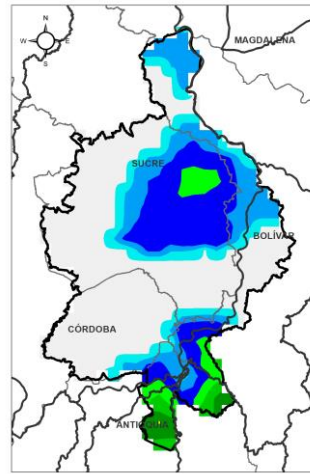 N
W E
S
MAGDALENA
SUCRE
BOLÍVAR
CÓRDOBA
ANTIOQUIA